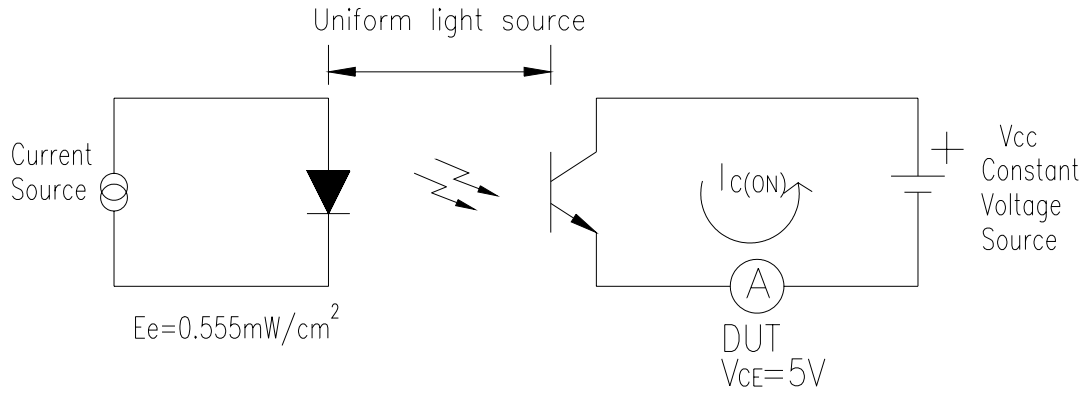 Uniform light source
Current
Source
Vcc
Constant
Voltage
Source
IC(ON)
A
Ee=0.555mW/cm²
DUT
VCE=5V